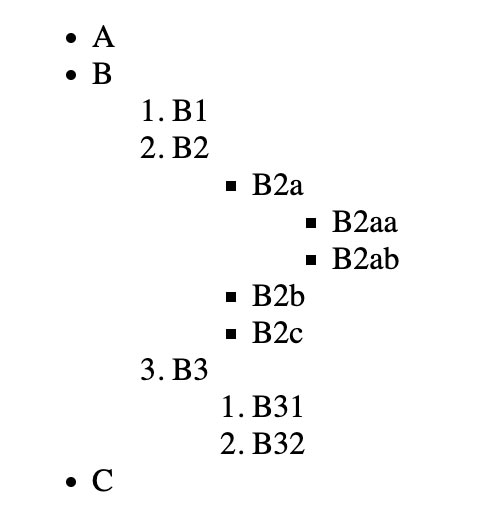 • A
• B
1. B1
2. B2
▪ B2a
▪ B2aa
▪ B2ab
▪ B2b
▪ B2c
3. B3
1. B31
2. B32
• C